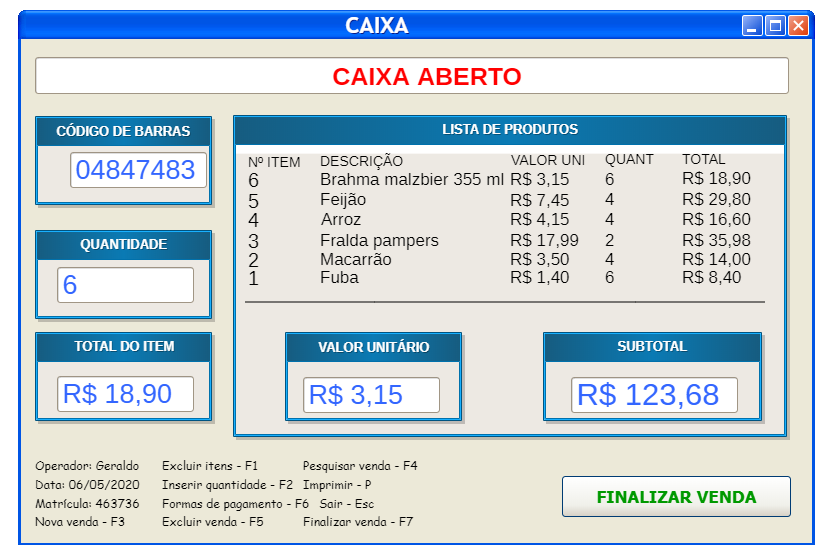 CAIXA
CAIXA ABERTO
CÓDIGO DE BARRAS
04847483
QUANTIDADE
6
TOTAL DO ITEM
R$ 18,90
LISTA DE PRODUTOS
Nº ITEM DESCRIÇÃO VALOR UNI QUANT TOTAL
6 Brahma malzbier 355 ml R$ 3,15 6 R$ 18,90
5 Feijão R$ 7,45 4 R$ 29,80
4 Arroz R$ 4,15 4 R$ 16,60
3 Fralda pampers R$ 17,99 2 R$ 35,98
2 Macarrão R$ 3,50 4 R$ 14,00
1 Fuba R$ 1,40 6 R$ 8,40
VALOR UNITÁRIO
R$ 3,15
SUBTOTAL
R$ 123,68
Operador: Geraldo Excluir itens - F1 Pesquisar venda - F4
Data: 06/05/2020 Inserir quantidade - F2 Imprimir - P
Matrícula: 463736 Formas de pagamento - F6 Sair - Esc
Nova venda - F3 Excluir venda - F5 Finalizar venda - F7
FINALIZAR VENDA